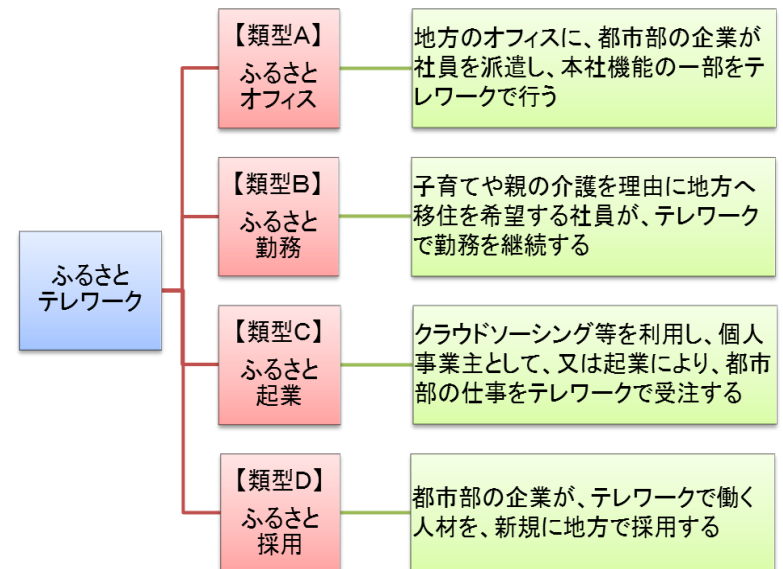 ふるさと
テレワーク
【類型A】
ふるさと
オフィス
地方のオフィスに、都市部の企業が
社員を派遣し、本社機能の一部をテ
レワークで行う
【類型B】
ふるさと
勤務
子育てや親の介護を理由に地方へ
移住を希望する社員が、テレワーク
で勤務を継続する
【類型C】
ふるさと
起業
クラウドソーシング等を利用し、個人
事業主として、又は起業により、都市
部の仕事をテレワークで受注する
【類型D】
ふるさと
採用
都市部の企業が、テレワークで働く
人材を、新規に地方で採用する